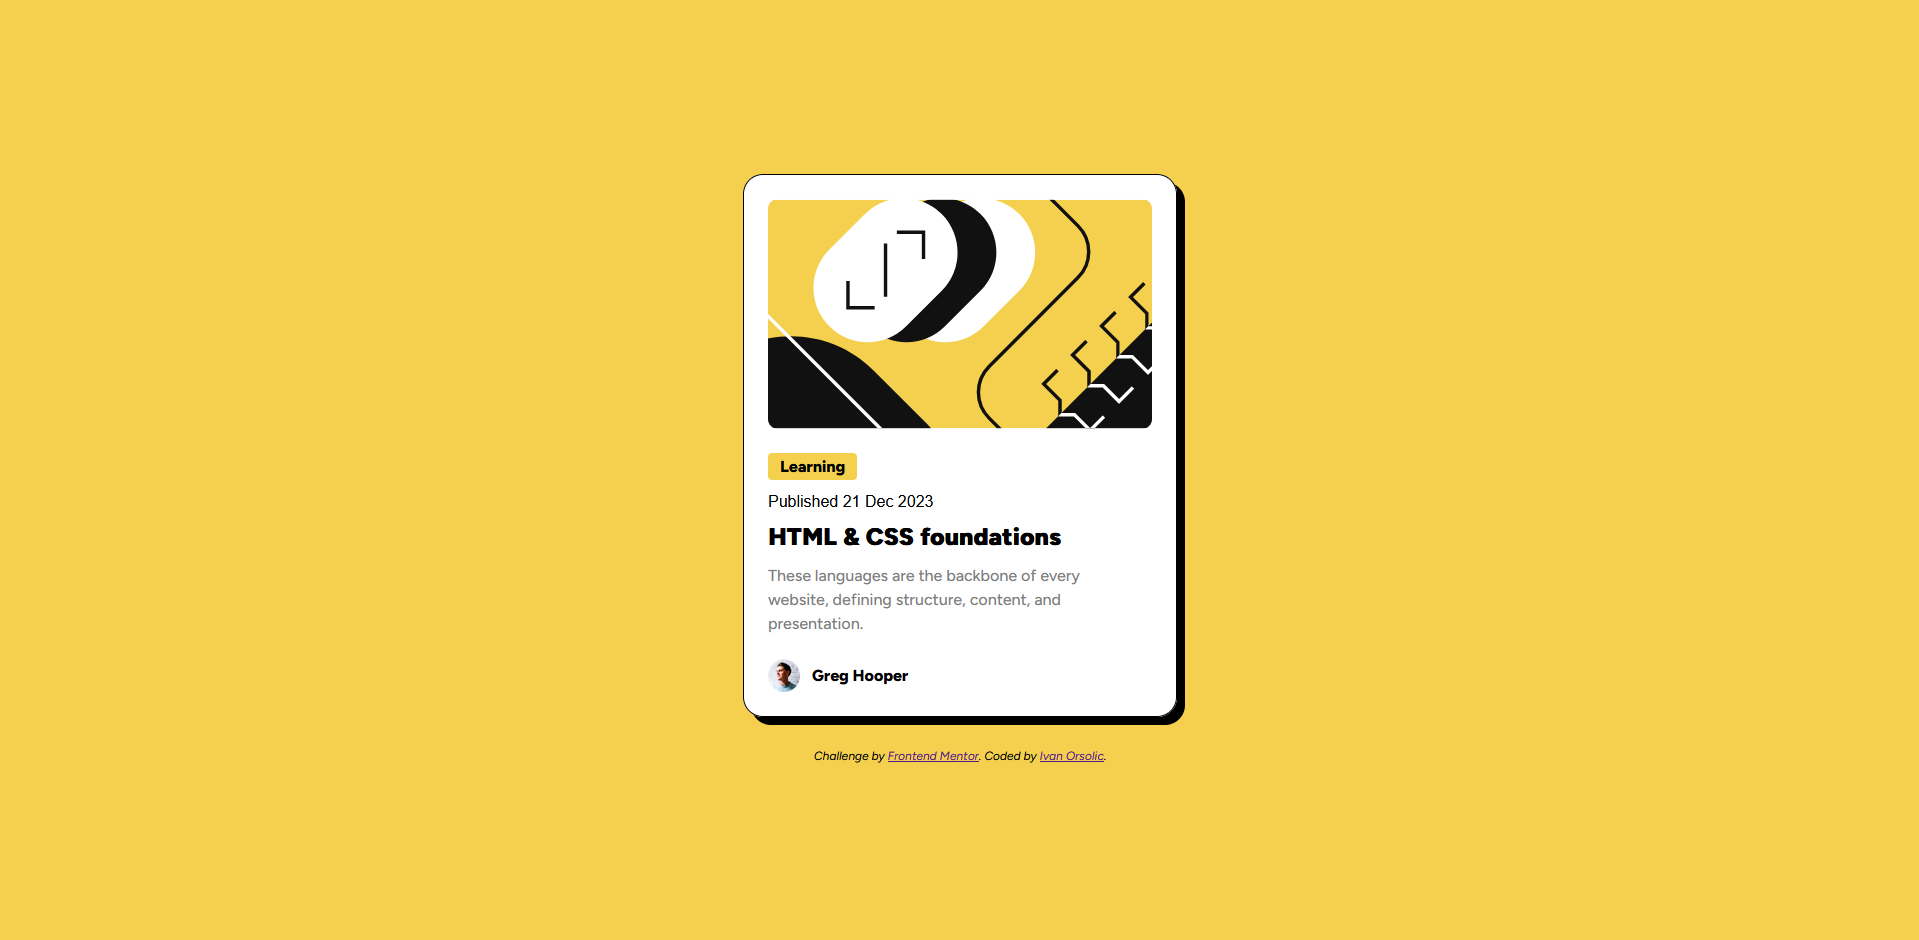 Learning
Published 21 Dec 2023
HTML & CSS foundations
These languages are the backbone of every
website, defining structure, content, and
presentation.
Greg Hooper
Challenge by Frontend Mentor. Coded by Ivan Orsolic.